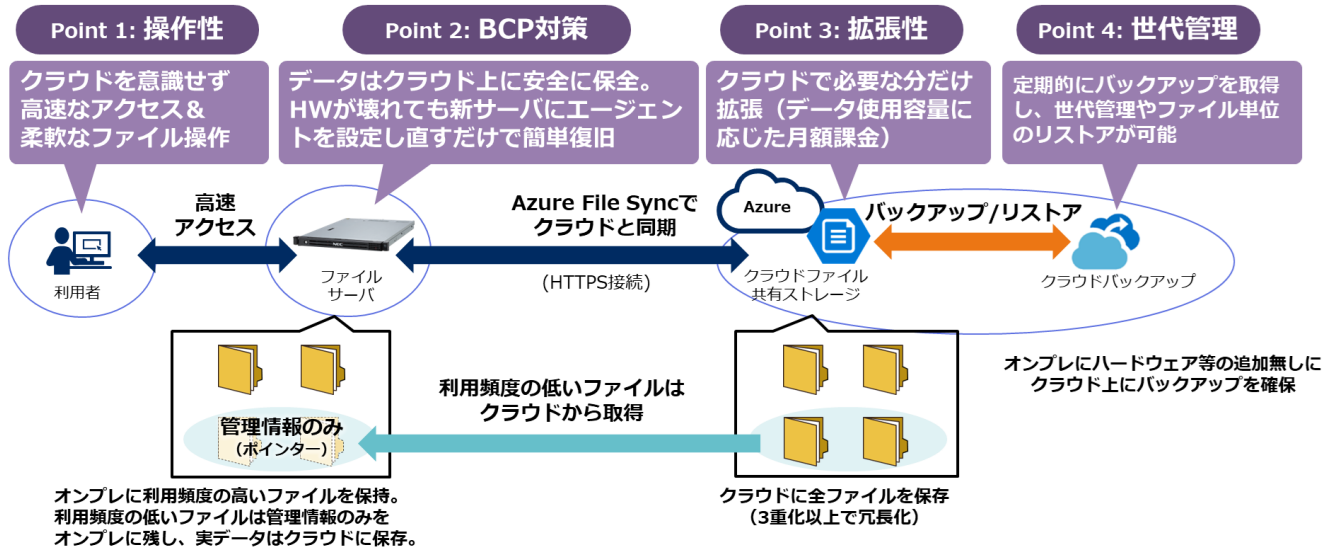 Point 1: 操作性
Point 2: BCP対策
Point 3: 拡張性
Point 4: 世代管理
クラウドを意識せず
高速なアクセス＆
柔軟なファイル操作
データはクラウド上に安全に保全。
HWが壊れても新サーバにエージェン
トを設定し直すだけで簡単復旧
クラウドで必要な分だけ
拡張（データ使用容量に
応じた月額課金）
定期的にバックアップを取得
し、世代管理やファイル単位
のリストアが可能
利用者
高速
アクセス
NEC
ファイル
サーバ
Azure File Syncで
クラウドと同期
(HTTPS接続)
Azure
クラウドファイル
共有ストレージ
バックアップ/リストア
クラウドバックアップ
管理情報のみ
（ポインター）
利用頻度の低いファイルは
クラウドから取得
オンプレにハードウェア等の追加無しに
クラウド上にバックアップを確保
オンプレに利用頻度の高いファイルを保持。
利用頻度の低いファイルは管理情報のみを
オンプレに残し、実データはクラウドに保存。
クラウドに全ファイルを保存
（3重化以上で冗長化）